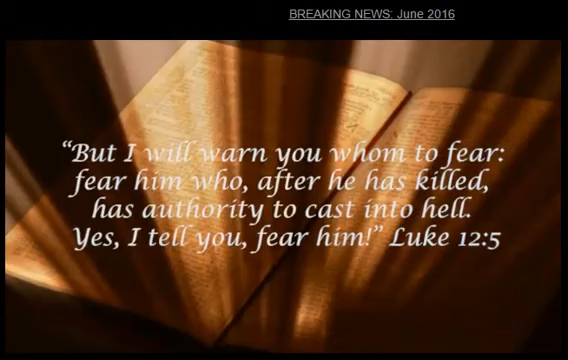 BREAKING NEWS: June 2016
“But I will warn you whom to fear:
fear him who, after he has killed,
has authority to cast into hell.
Yes, I tell you, fear him!” Luke 12:5